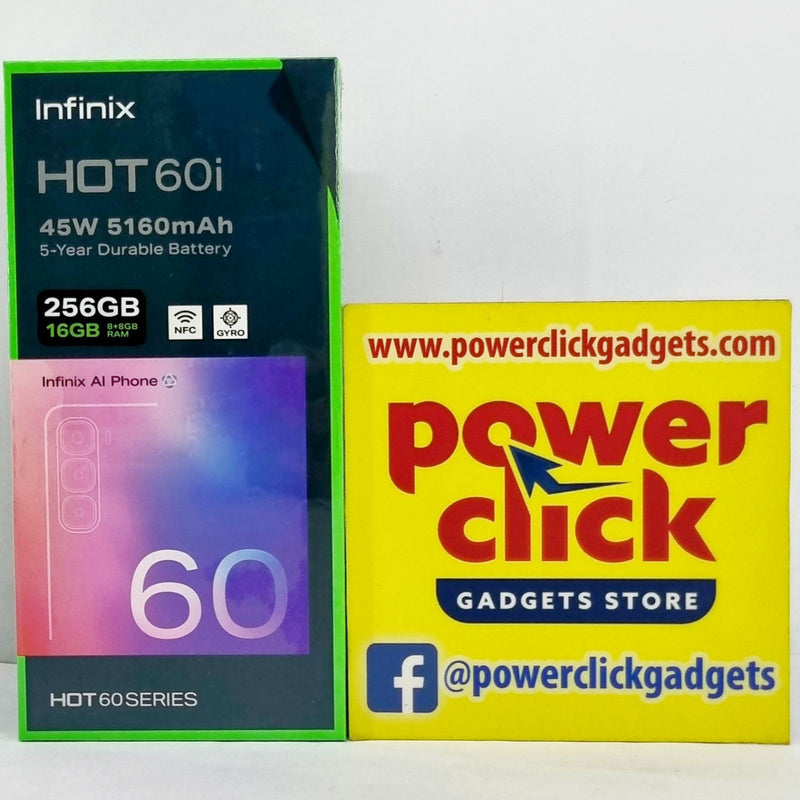 Infinix
HOT 60i
45W 5160mAh
5-Year Durable Battery
256GB
16GB 8+8GB RAM
NFC
GYRO
Infinix AI Phone
60
HOT 60 SERIES
www.powerclickgadgets.com
power
click
GADGETS STORE
f @powerclickgadgets